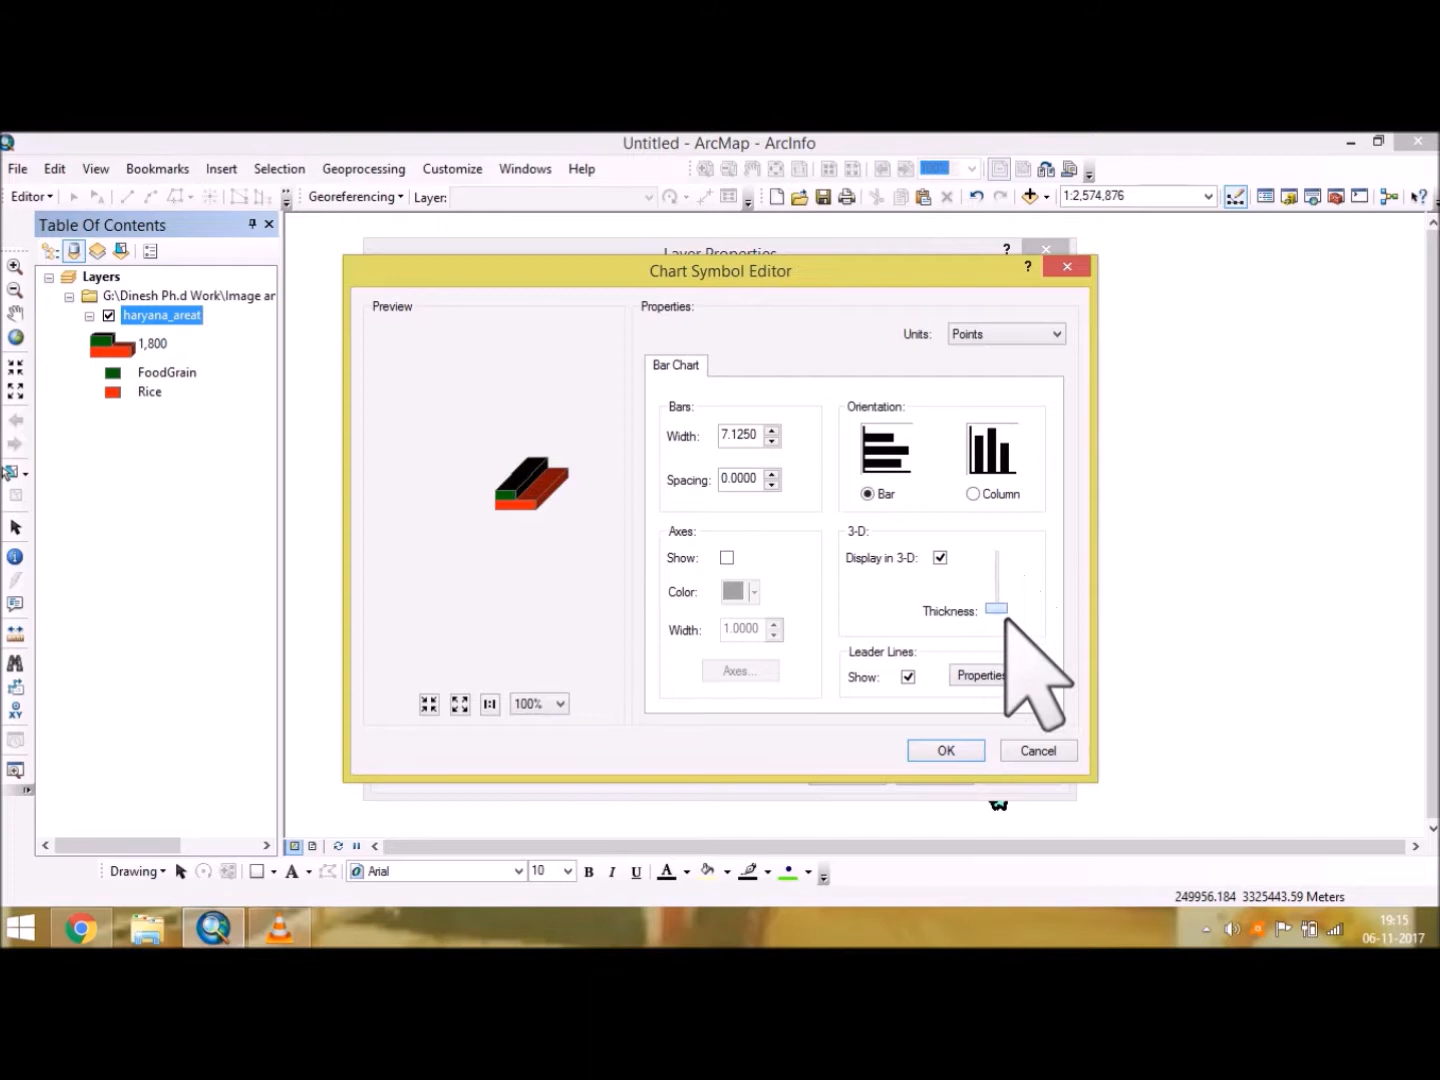 Untitled - ArcMap - ArcInfo
File Edit View Bookmarks Insert Selection Geoprocessing Customize Windows Help
Editor Georeferencing Layer: 1:2,574,876
Table Of Contents
Layers
G:\Dinesh Ph.d Work\Image ar
haryana_areat
1,800
FoodGrain
Rice
Layer Properties
Chart Symbol Editor
Preview
100%
Properties:
Units: Points
Bar Chart
Bars:
Width: 7.1250
Spacing: 0.0000
Orientation:
Bar Column
Axes:
Show:
Color:
Width: 1.0000
Axes...
3-D:
Display in 3-D:
Thickness:
Leader Lines:
Show: Properties
OK Cancel
Drawing A Arial 10 B I U A
249956.184 3325443.59 Meters
19:15
06-11-2017